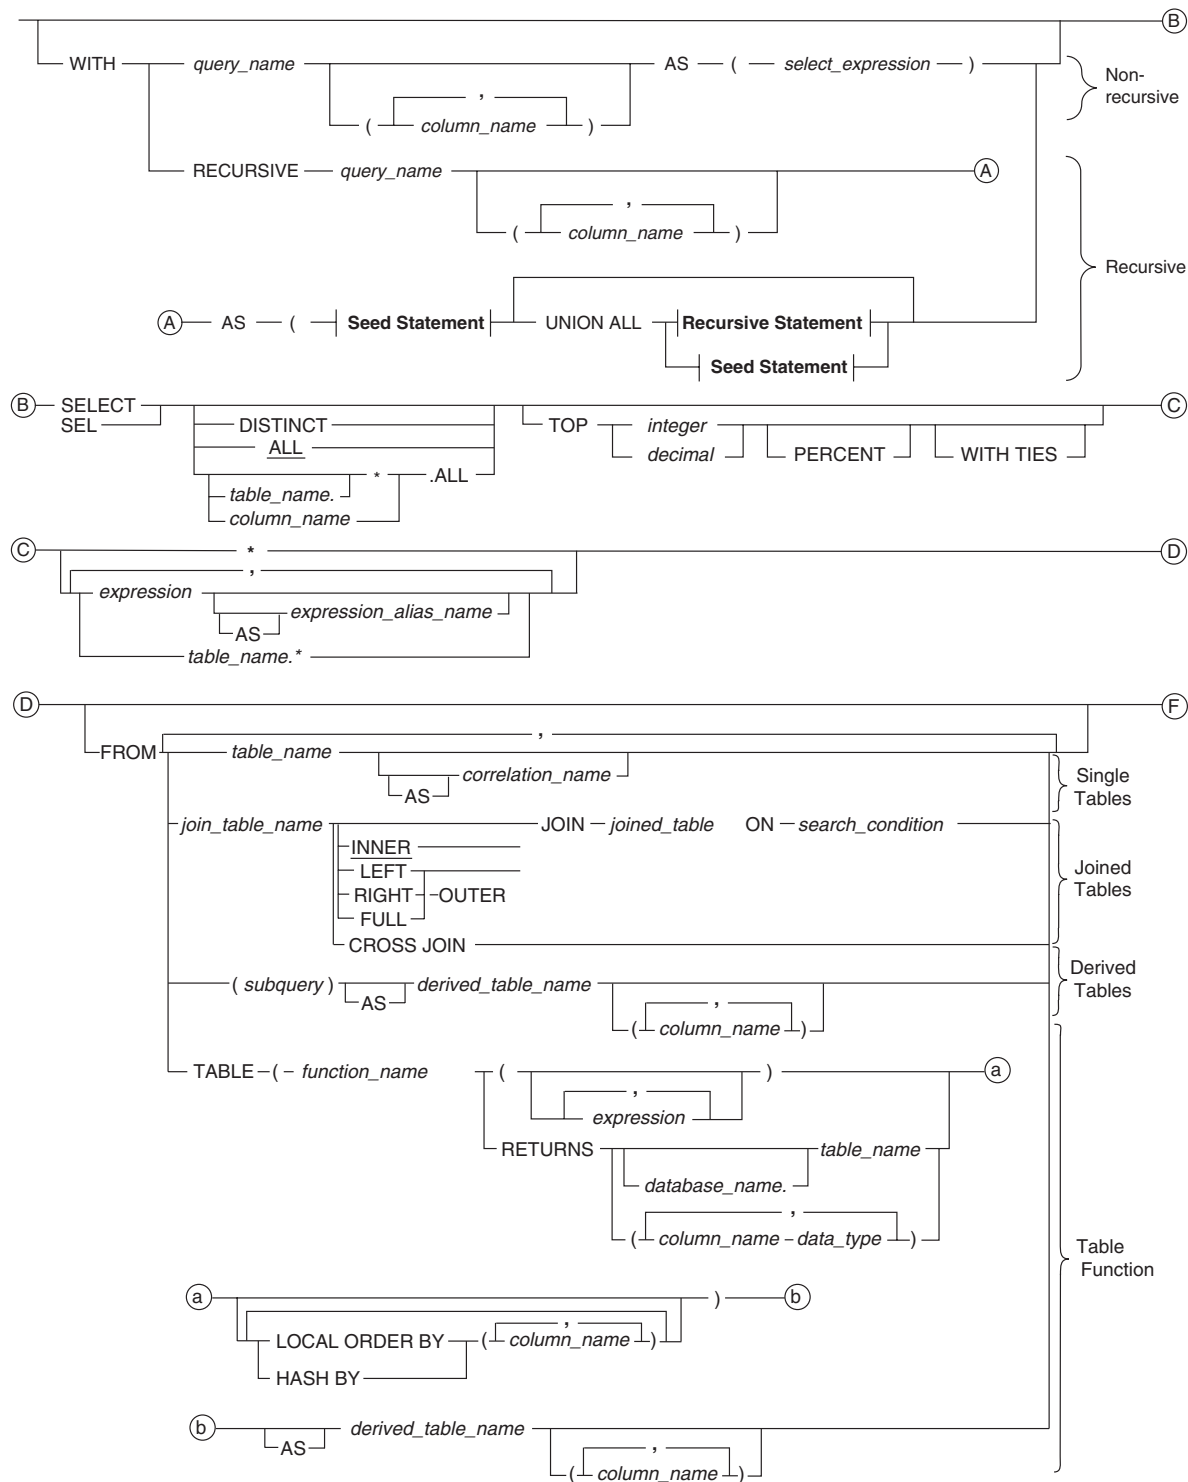 B
WITH query_name AS ( select_expression )
,
( column_name )
Non-
recursive
RECURSIVE query_name A
,
( column_name )
Recursive
A AS ( Seed Statement UNION ALL Recursive Statement
Seed Statement
B SELECT C
SEL
DISTINCT
ALL
* .ALL
table_name.
column_name
TOP integer
decimal
PERCENT WITH TIES
C * D
,
expression
expression_alias_name
AS
table_name.*
D F
FROM
,
table_name
correlation_name
AS
Single
Tables
join_table_name JOIN joined_table ON search_condition
INNER
LEFT
RIGHT OUTER
FULL
CROSS JOIN
Joined
Tables
( subquery) derived_table_name
AS
,
( column_name )
Derived
Tables
TABLE ( function_name ( ) a
,
expression
RETURNS table_name
database_name.
,
( column_name data_type )
Table
Function
a ) b
,
LOCAL ORDER BY ( column_name )
HASH BY
b derived_table_name
AS
,
( column_name )